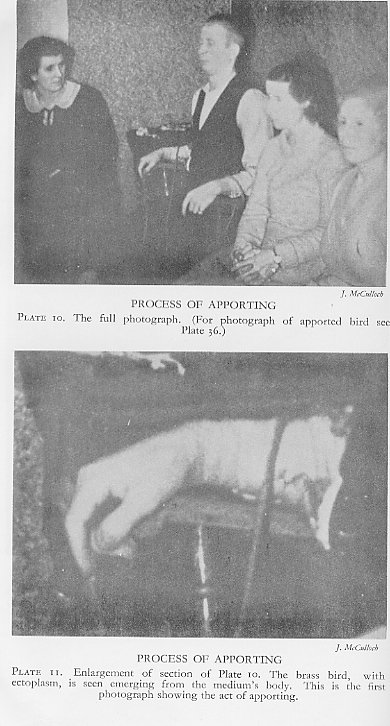 J. McCulloch
PROCESS OF APPORTING
PLATE 10. The full photograph. (For photograph of apported bird see
Plate 36.)
J. McCulloch
PROCESS OF APPORTING
PLATE 11. Enlargement of section of Plate 10. The brass bird, with
ectoplasm, is seen emerging from the medium's body. This is the first
photograph showing the act of apporting.